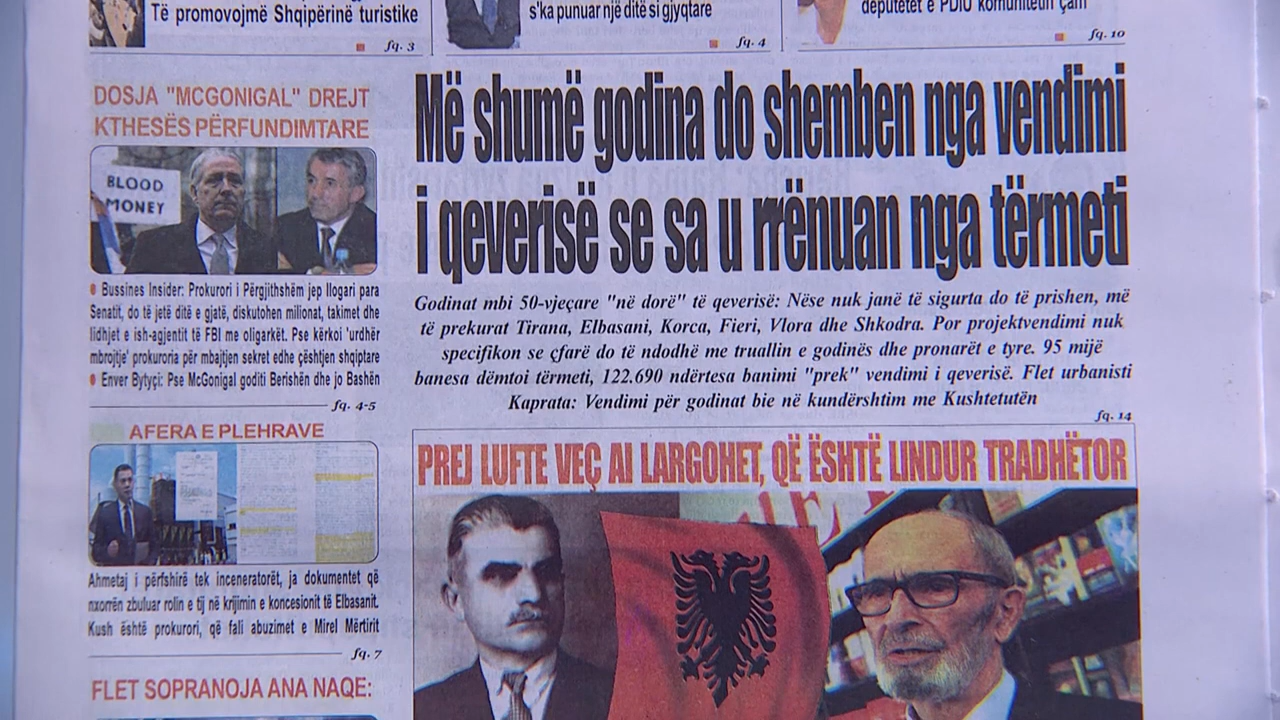 Të promovojmë Shqipërinë turistike
fq. 3
s'ka punuar një ditë si gjyqtare
fq. 4
deputetët e PDIU komunitetin çam
fq. 10
DOSJA "MCGONIGAL" DREJT
KTHESËS PËRFUNDIMTARE
BLOOD
MONEY
Bussines Insider: Prokurori i Përgjithshëm jep llogari para
Senatit, do të jetë ditë e gjatë, diskutohen milionat, takimet dhe
lidhjet e ish-agjentit të FBI me oligarkët. Pse kërkoi 'urdhër
mbrojtje' prokuroria për mbajtjen sekret edhe çështjen shqiptare
Enver Bytyçi: Pse McGonigal goditi Berishën dhe jo Bashën
fq. 4-5
AFERA E PLEHRAVE
Ahmetaj i përfshirë tek inceneratorët, ja dokumentet që
nxorrën zbuluar rolin e tij në krijimin e koncesionit të Elbasanit.
Kush është prokurori, që fali abuzimet e Mirel Mërtirit
fq. 7
FLET SOPRANOJA ANA NAQE:
Më shumë godina do shemben nga vendimi
i qeverisë se sa u rrënuan nga tërmeti
Godinat mbi 50-vjeçare "në dorë" të qeverisë: Nëse nuk janë të sigurta do të prishen, më
të prekurat Tirana, Elbasani, Korca, Fieri, Vlora dhe Shkodra. Por projektvendimi nuk
specifikon se çfarë do të ndodhë me truallin e godinës dhe pronarët e tyre. 95 mijë
banesa dëmtoi tërmeti, 122.690 ndërtesa banimi "prek" vendimi i qeverisë. Flet urbanisti
Kaprata: Vendimi për godinat bie në kundërshtim me Kushtetutën
fq. 14
PREJ LUFTE VEÇ AI LARGOHET, QË ËSHTË LINDUR TRADHËTOR